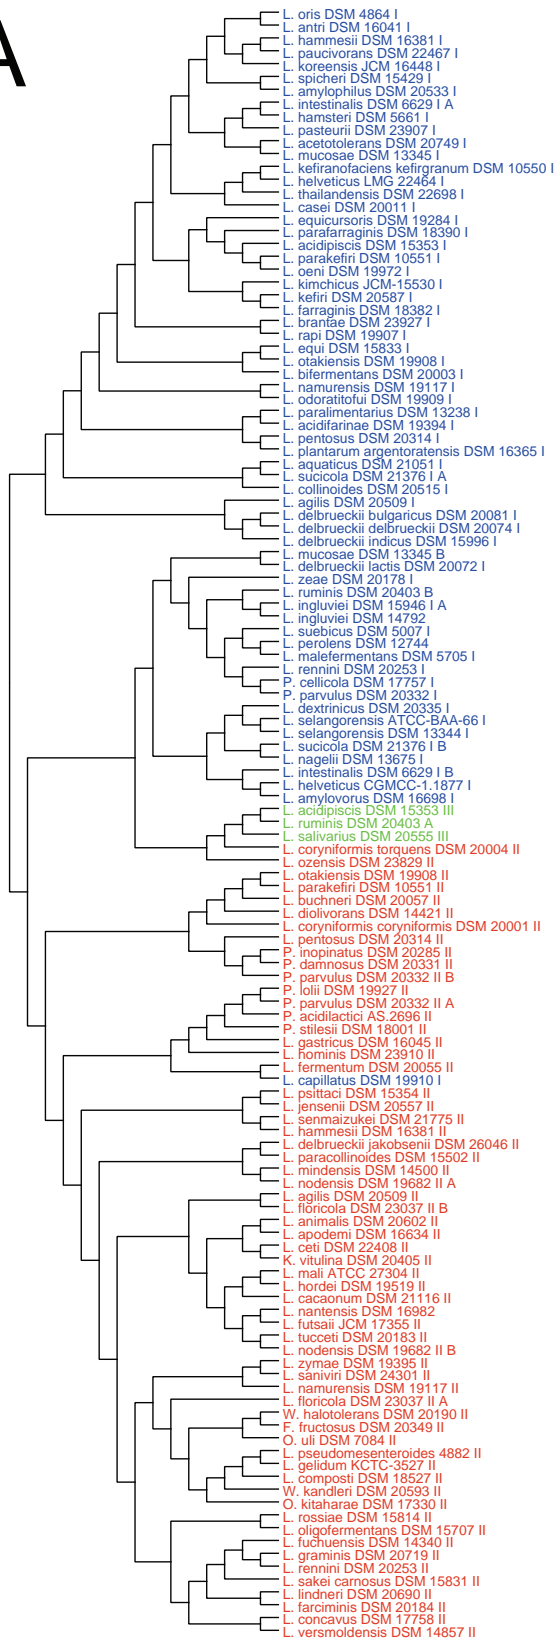 A
L. oris DSM 4864 I
L. antri DSM 16041 I
L. hammesii DSM 16381 I
L. paucivorans DSM 22467 I
L. koreensis JCM 16448 I
L. spicheri DSM 15429 I
L. amylophilus DSM 20533 I
L. intestinalis DSM 6629 I A
L. hamsteri DSM 5661 I
L. pasteurii DSM 23907 I
L. acetotolerans DSM 20749 I
L. mucosae DSM 13345 I
L. kefiranofaciens kefirgranum DSM 10550 I
L. helveticus LMG 22464 I
L. thailandensis DSM 22698 I
L. casei DSM 20011 I
L. equicursoris DSM 19284 I
L. parafarraginis DSM 18390 I
L. acidipiscis DSM 15353 I
L. parakefiri DSM 10551 I
L. oeni DSM 19972 I
L. kimchicus JCM-15530 I
L. kefiri DSM 20587 I
L. farraginis DSM 18382 I
L. brantae DSM 23927 I
L. rapi DSM 19907 I
L. equi DSM 15833 I
L. otakiensis DSM 19908 I
L. bifermentans DSM 20003 I
L. namurensis DSM 19117 I
L. odoratitofui DSM 19909 I
L. paralimentarius DSM 13238 I
L. acidifarinae DSM 19394 I
L. pentosus DSM 20314 I
L. plantarum argentoratensis DSM 16365 I
L. aquaticus DSM 21051 I
L. sucicola DSM 21376 I A
L. collinoides DSM 20515 I
L. agilis DSM 20509 I
L. delbrueckii bulgaricus DSM 20081 I
L. delbrueckii delbrueckii DSM 20074 I
L. delbrueckii indicus DSM 15996 I
L. mucosae DSM 13345 B
L. delbrueckii lactis DSM 20072 I
L. zeae DSM 20178 I
L. ruminis DSM 20403 B
L. ingluviei DSM 15946 I A
L. ingluviei DSM 14792
L. suebicus DSM 5007 I
L. perolens DSM 12744
L. malefermentans DSM 5705 I
L. rennini DSM 20253 I
P. cellicola DSM 17757 I
P. parvulus DSM 20332 I
L. dextrinicus DSM 20335 I
L. selangorensis ATCC-BAA-66 I
L. selangorensis DSM 13344 I
L. sucicola DSM 21376 I B
L. nagelii DSM 13675 I
L. intestinalis DSM 6629 I B
L. helveticus CGMCC-1.1877 I
L. amylovorus DSM 16698 I
L. acidipiscis DSM 15353 III
L. ruminis DSM 20403 A
L. salivarius DSM 20555 III
L. coryniformis torquens DSM 20004 II
L. ozensis DSM 23829 II
L. otakiensis DSM 19908 II
L. parakefiri DSM 10551 II
L. buchneri DSM 20057 II
L. diolivorans DSM 14421 II
L. coryniformis coryniformis DSM 20001 II
L. pentosus DSM 20314 II
P. inopinatus DSM 20285 II
P. damnosus DSM 20331 II
P. parvulus DSM 20332 II B
P. lolii DSM 19927 II
P. parvulus DSM 20332 II A
P. acidilactici AS.2696 II
P. stilesii DSM 18001 II
L. gastricus DSM 16045 II
L. hominis DSM 23910 II
L. fermentum DSM 20055 II
L. capillatus DSM 19910 I
L. psittaci DSM 15354 II
L. jensenii DSM 20557 II
L. senmaizukei DSM 21775 II
L. hammesii DSM 16381 II
L. delbrueckii jakobsenii DSM 26046 II
L. paracollinoides DSM 15502 II
L. mindensis DSM 14500 II
L. nodensis DSM 19682 II A
L. agilis DSM 20509 II
L. floricola DSM 23037 II B
L. animalis DSM 20602 II
L. apodemi DSM 16634 II
L. ceti DSM 22408 II
K. vitulina DSM 20405 II
L. mali ATCC 27304 II
L. hordei DSM 19519 II
L. cacaonum DSM 21116 II
L. nantensis DSM 16982
L. futsaii JCM 17355 II
L. tucceti DSM 20183 II
L. nodensis DSM 19682 II B
L. zymae DSM 19395 II
L. saniviri DSM 24301 II
L. namurensis DSM 19117 II
L. floricola DSM 23037 II A
W. halotolerans DSM 20190 II
F. fructosus DSM 20349 II
O. uli DSM 7084 II
L. pseudomesenteroides 4882 II
L. gelidum KCTC-3527 II
L. composti DSM 18527 II
W. kandleri DSM 20593 II
O. kitaharae DSM 17330 II
L. rossiae DSM 15814 II
L. oligofermentans DSM 15707 II
L. fuchuensis DSM 14340 II
L. graminis DSM 20719 II
L. rennini DSM 20253 II
L. sakei carnosus DSM 15831 II
L. lindneri DSM 20690 II
L. farciminis DSM 20184 II
L. concavus DSM 17758 II
L. versmoldensis DSM 14857 II